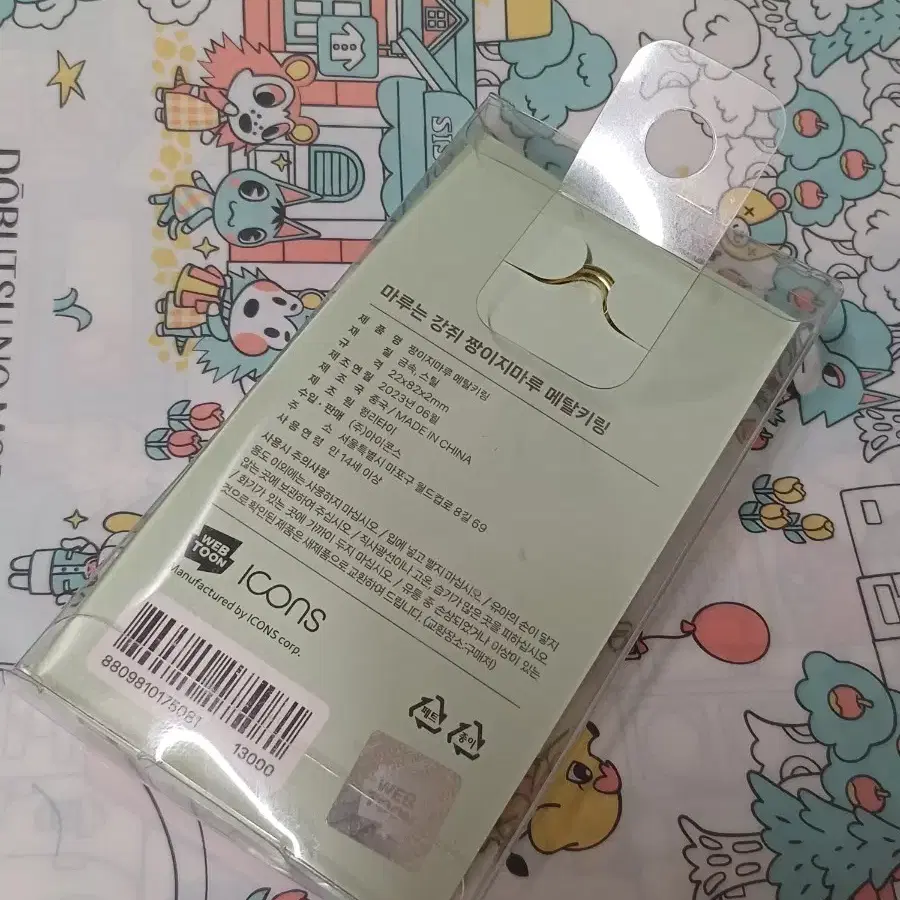 마루는 강쥐 짱이지마루 메탈키링
제 품 명 짱이지마루 메탈키링
재 질 금속, 스틸
규 격 22x82x2mm
제조연월 2023년 06월
제 조 국 중국 / MADE IN CHINA
제 조 원 행리타이
수입·판매 (주)아이콘스
주 소 서울특별시 마포구 월드컵로 8길 69
사용연령 만 14세 이상
사용시 주의사항
용도 이외에는 사용하지 마십시오 / 입에 넣고 빨지 마십시오 / 유아의 손이 닿지
않는 곳에 보관하여 주십시오 / 직사광선이나 고온, 습기가 많은 곳을 피하십시오
/ 화기가 있는 곳에 가까이 두지 마십시오 / 유통 중 손상되었거나 이상이 있는
것으로 확인된 제품은 새제품으로 교환하여 드립니다. (교환장소:구매처)
WEB
TOON
ICONS
Manufactured by ICONS corp.
8809810175081
13000
페트
종이
WEB
TOON
DŌBUTSUNO
SIS